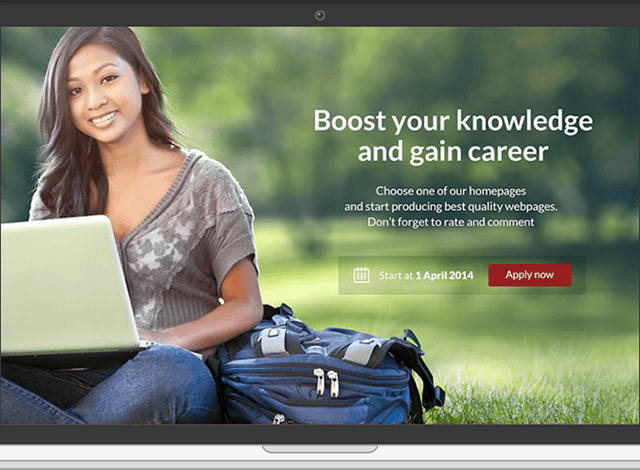 Boost your knowledge
and gain career
Choose one of our homepages
and start producing best quality webpages.
Don't forget to rate and comment
Start at 1 April 2014
Apply now